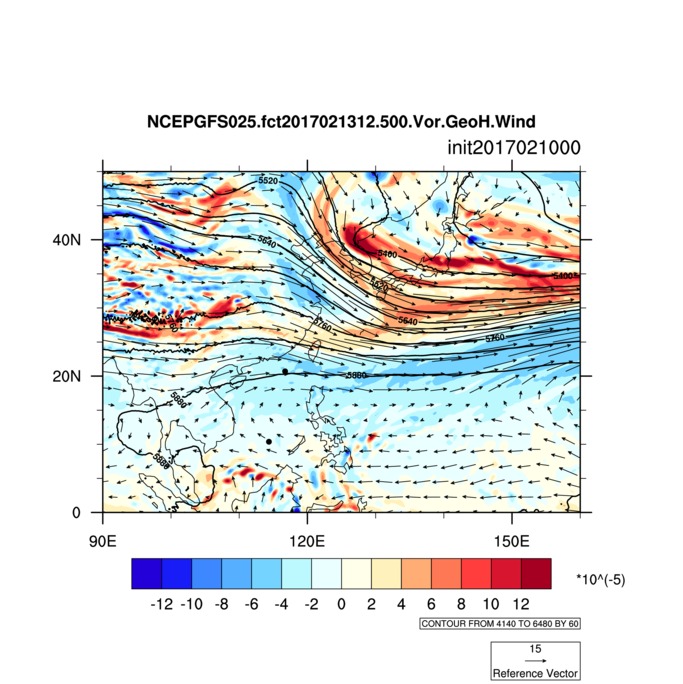 NCEPGFS025.fct2017021312.500.Vor.GeoH.Wind
init2017021000
5520
5640
5400
40N
5400
5520
5640
5760
5760
5760
5880
20N
5880
5880
0
90E 120E 150E
-12 -10 -8 -6 -4 -2 0 2 4 6 8 10 12
*10^(-5)
CONTOUR FROM 4140 TO 6480 BY 60
15
Reference Vector